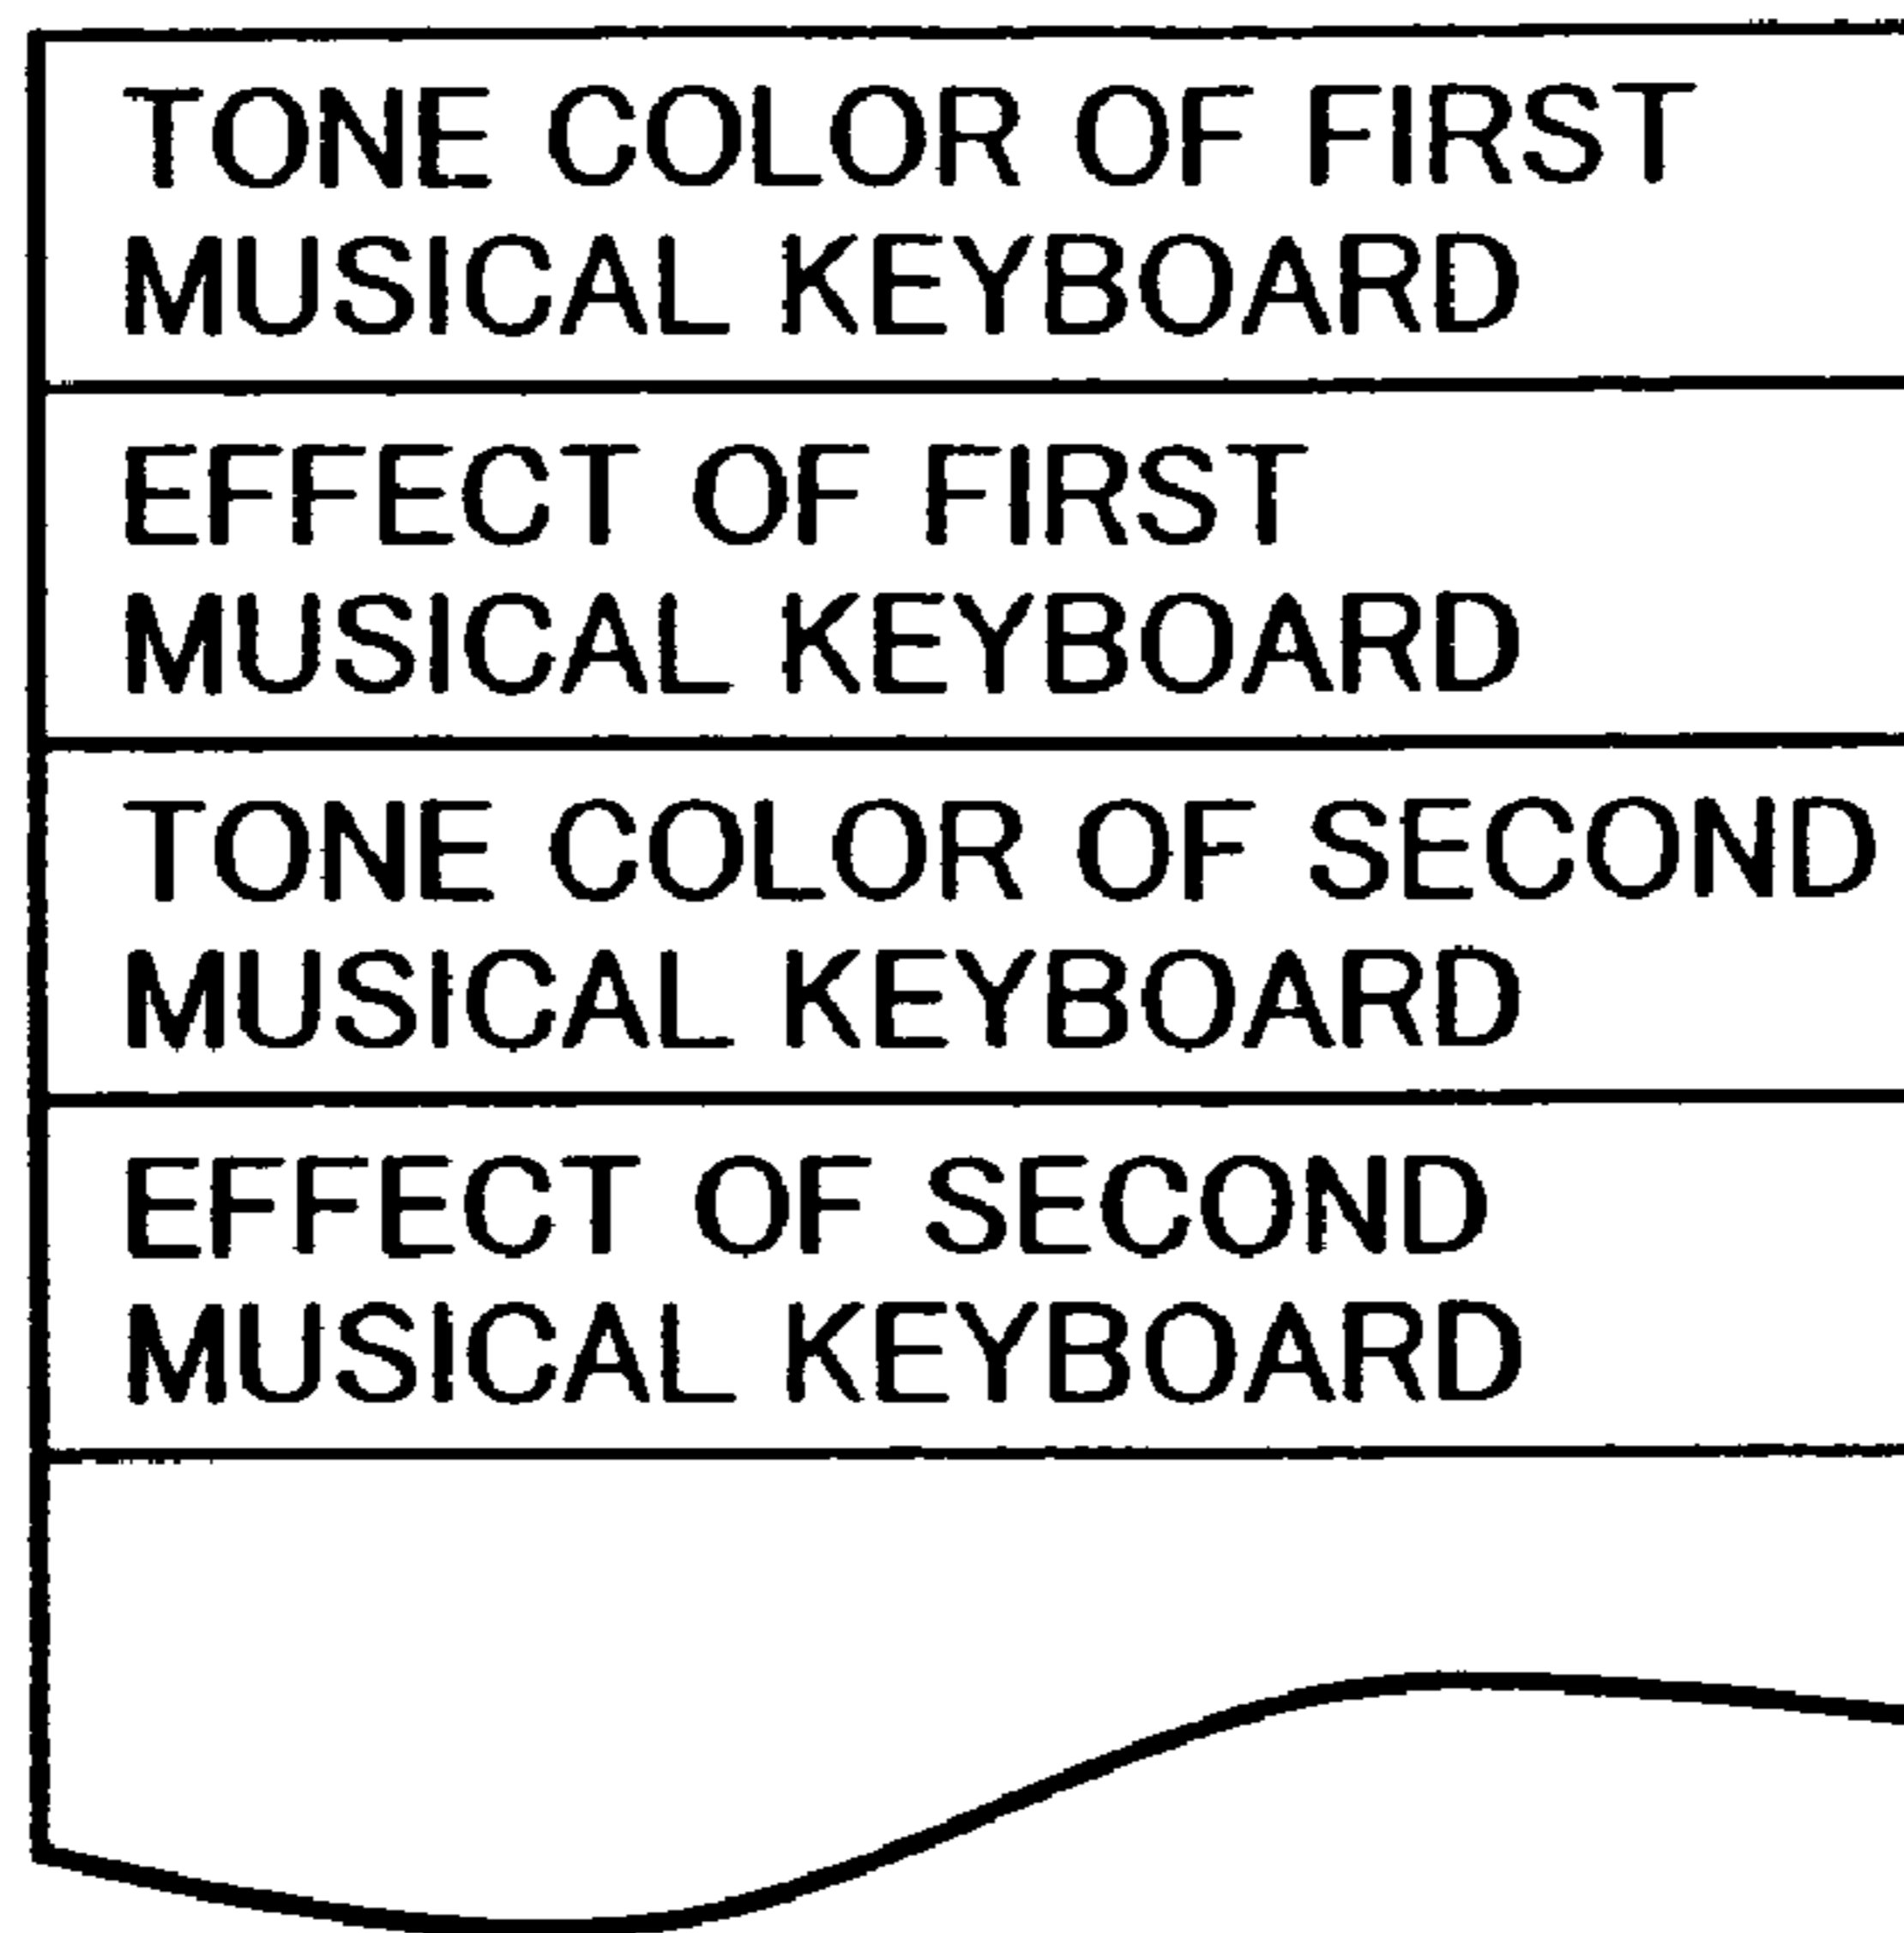 TONE COLOR OF FIRST
MUSICAL KEYBOARD
EFFECT OF FIRST
MUSICAL KEYBOARD
TONE COLOR OF SECOND
MUSICAL KEYBOARD
EFFECT OF SECOND
MUSICAL KEYBOARD